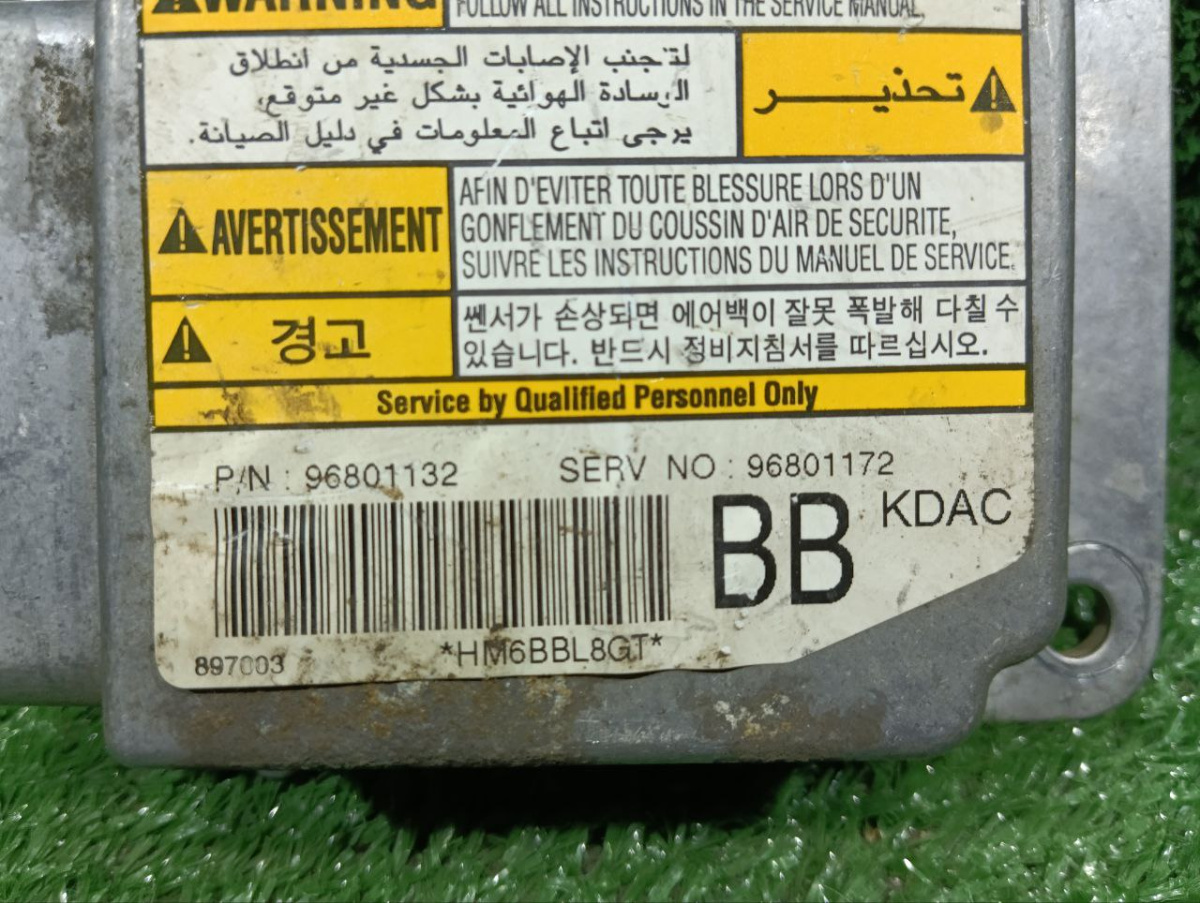 WARNING
FOLLOW ALL INSTRUCTIONS IN THE SERVICE MANUAL.
تحذيـــــر
لتجنب الإصابات الجسدية من انطلاق
الوسادة الهوائية بشكل غير متوقع،
يرجى اتباع المعلومات في دليل الصيانة.
AVERTISSEMENT
AFIN D'EVITER TOUTE BLESSURE LORS D'UN
GONFLEMENT DU COUSSIN D'AIR DE SECURITE,
SUIVRE LES INSTRUCTIONS DU MANUEL DE SERVICE.
경고
쎈서가 손상되면 에어백이 잘못 폭발해 다칠 수
있습니다. 반드시 정비지침서를 따르십시오.
Service by Qualified Personnel Only
P/N : 96801132 SERV NO : 96801172
BB KDAC
*HM6BBL8GT*
897003